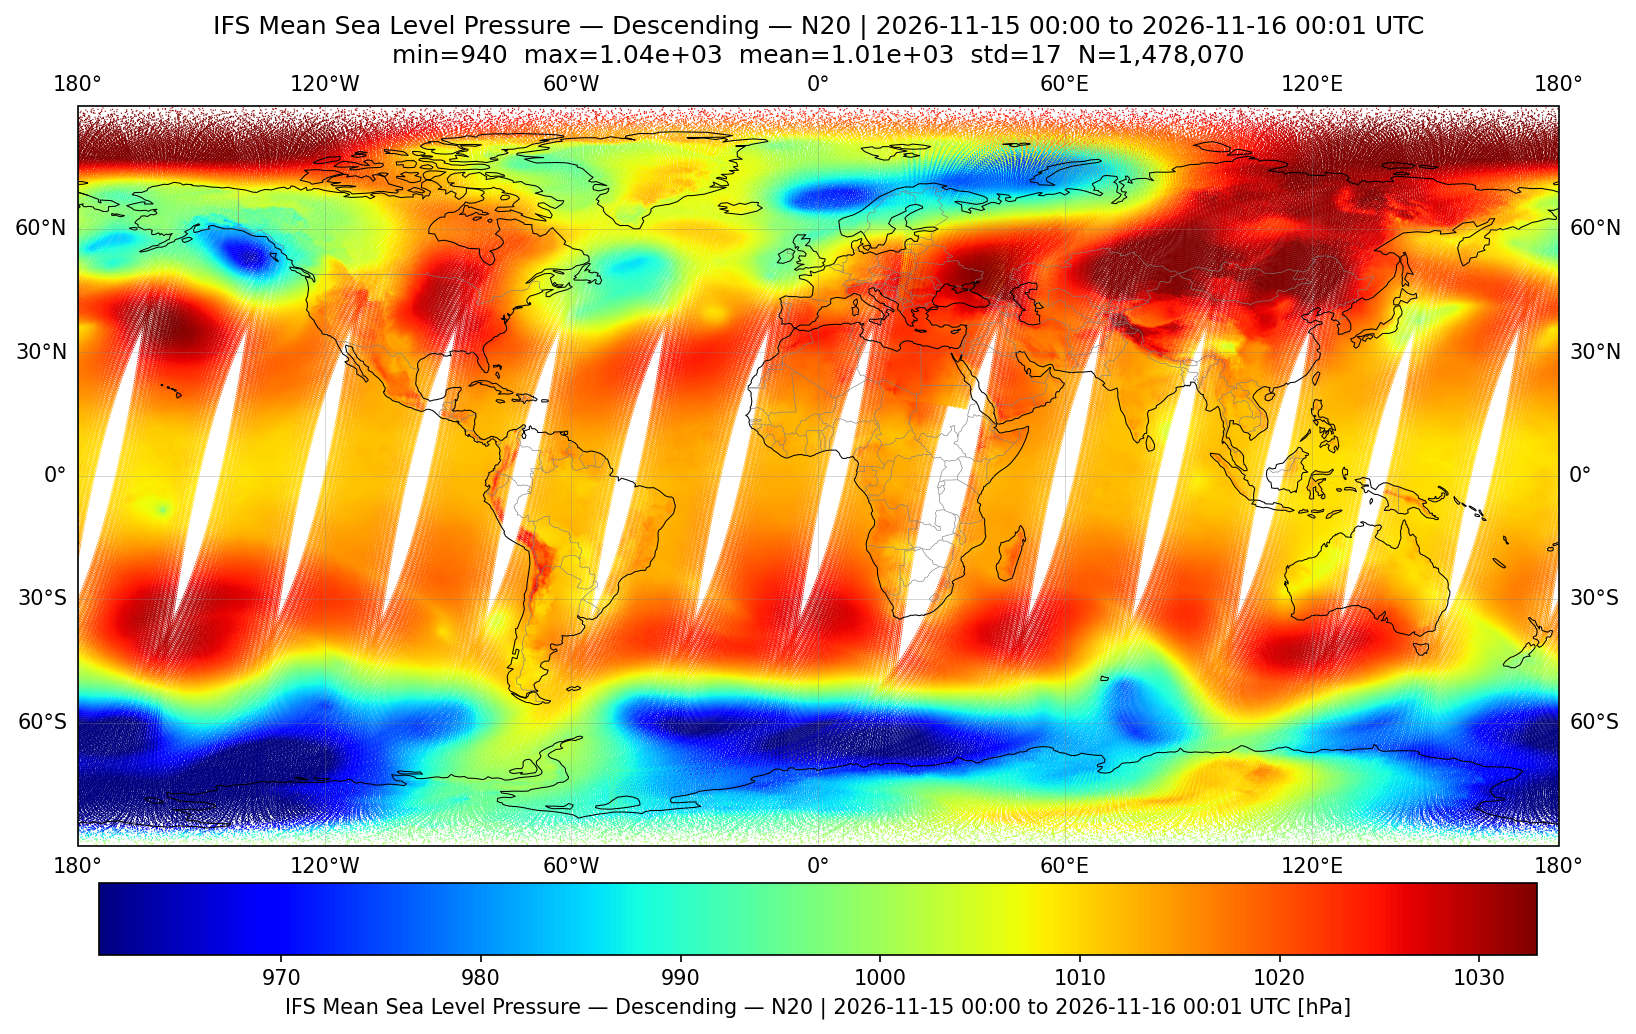 IFS Mean Sea Level Pressure — Descending — N20 | 2026-11-15 00:00 to 2026-11-16 00:01 UTC
min=940  max=1.04e+03  mean=1.01e+03  std=17  N=1,478,070
180° 120°W 60°W 0° 60°E 120°E 180°
60°N 60°N
30°N 30°N
0° 0°
30°S 30°S
60°S 60°S
180° 120°W 60°W 0° 60°E 120°E 180°
970 980 990 1000 1010 1020 1030
IFS Mean Sea Level Pressure — Descending — N20 | 2026-11-15 00:00 to 2026-11-16 00:01 UTC [hPa]